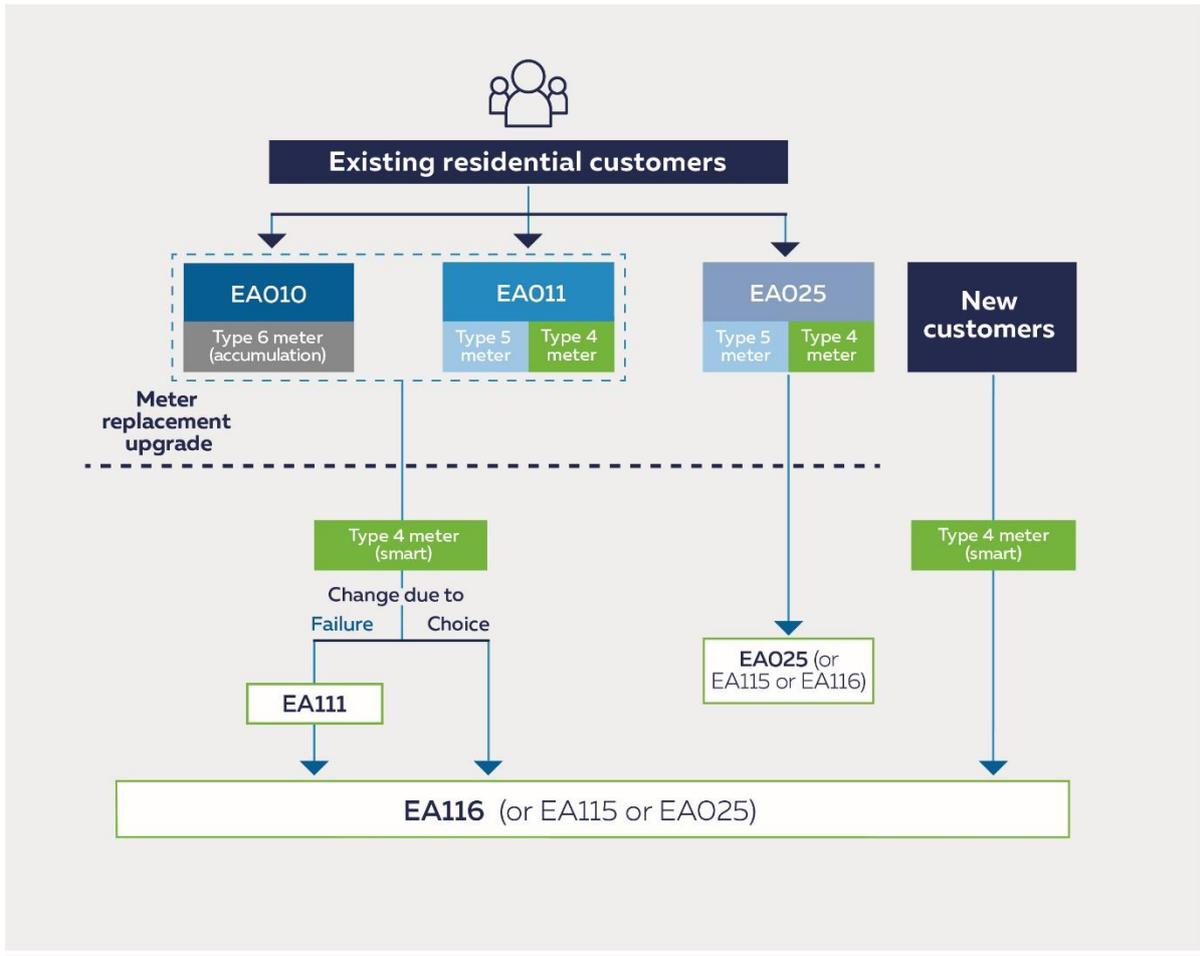 Existing residential customers
EA010
Type 6 meter
(accumulation)
EA011
Type 5
meter
Type 4
meter
EA025
Type 5
meter
Type 4
meter
New
customers
Meter
replacement
upgrade
Type 4 meter
(smart)
Type 4 meter
(smart)
Change due to
Failure
Choice
EA025 (or
EA115 or EA116)
EA111
EA116 (or EA115 or EA025)